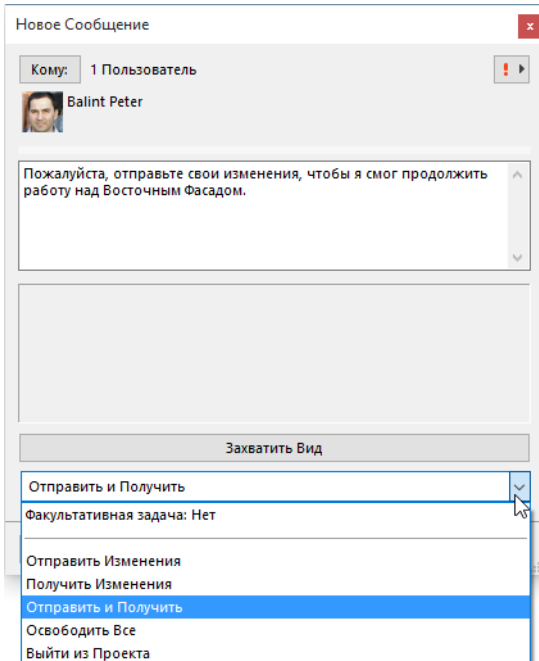 Новое Сообщение
x
Кому: 1 Пользователь
Balint Peter
Пожалуйста, отправьте свои изменения, чтобы я смог продолжить
работу над Восточным Фасадом.
Захватить Вид
Отправить и Получить
Факультативная задача: Нет
Отправить Изменения
Получить Изменения
Отправить и Получить
Освободить Все
Выйти из Проекта